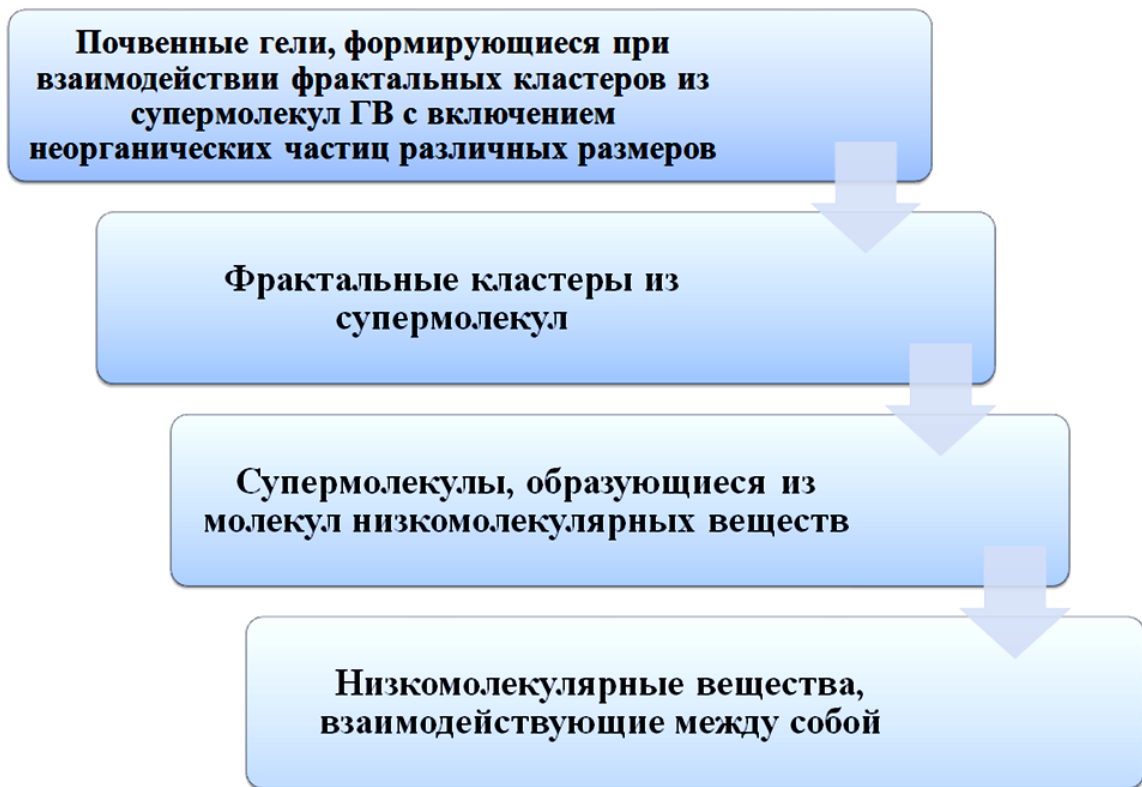 Почвенные гели, формирующиеся при
взаимодействии фрактальных кластеров из
супермолекул ГВ с включением
неорганических частиц различных размеров
Фрактальные кластеры из
супермолекул
Супермолекулы, образующиеся из
молекул низкомолекулярных веществ
Низкомолекулярные вещества,
взаимодействующие между собой